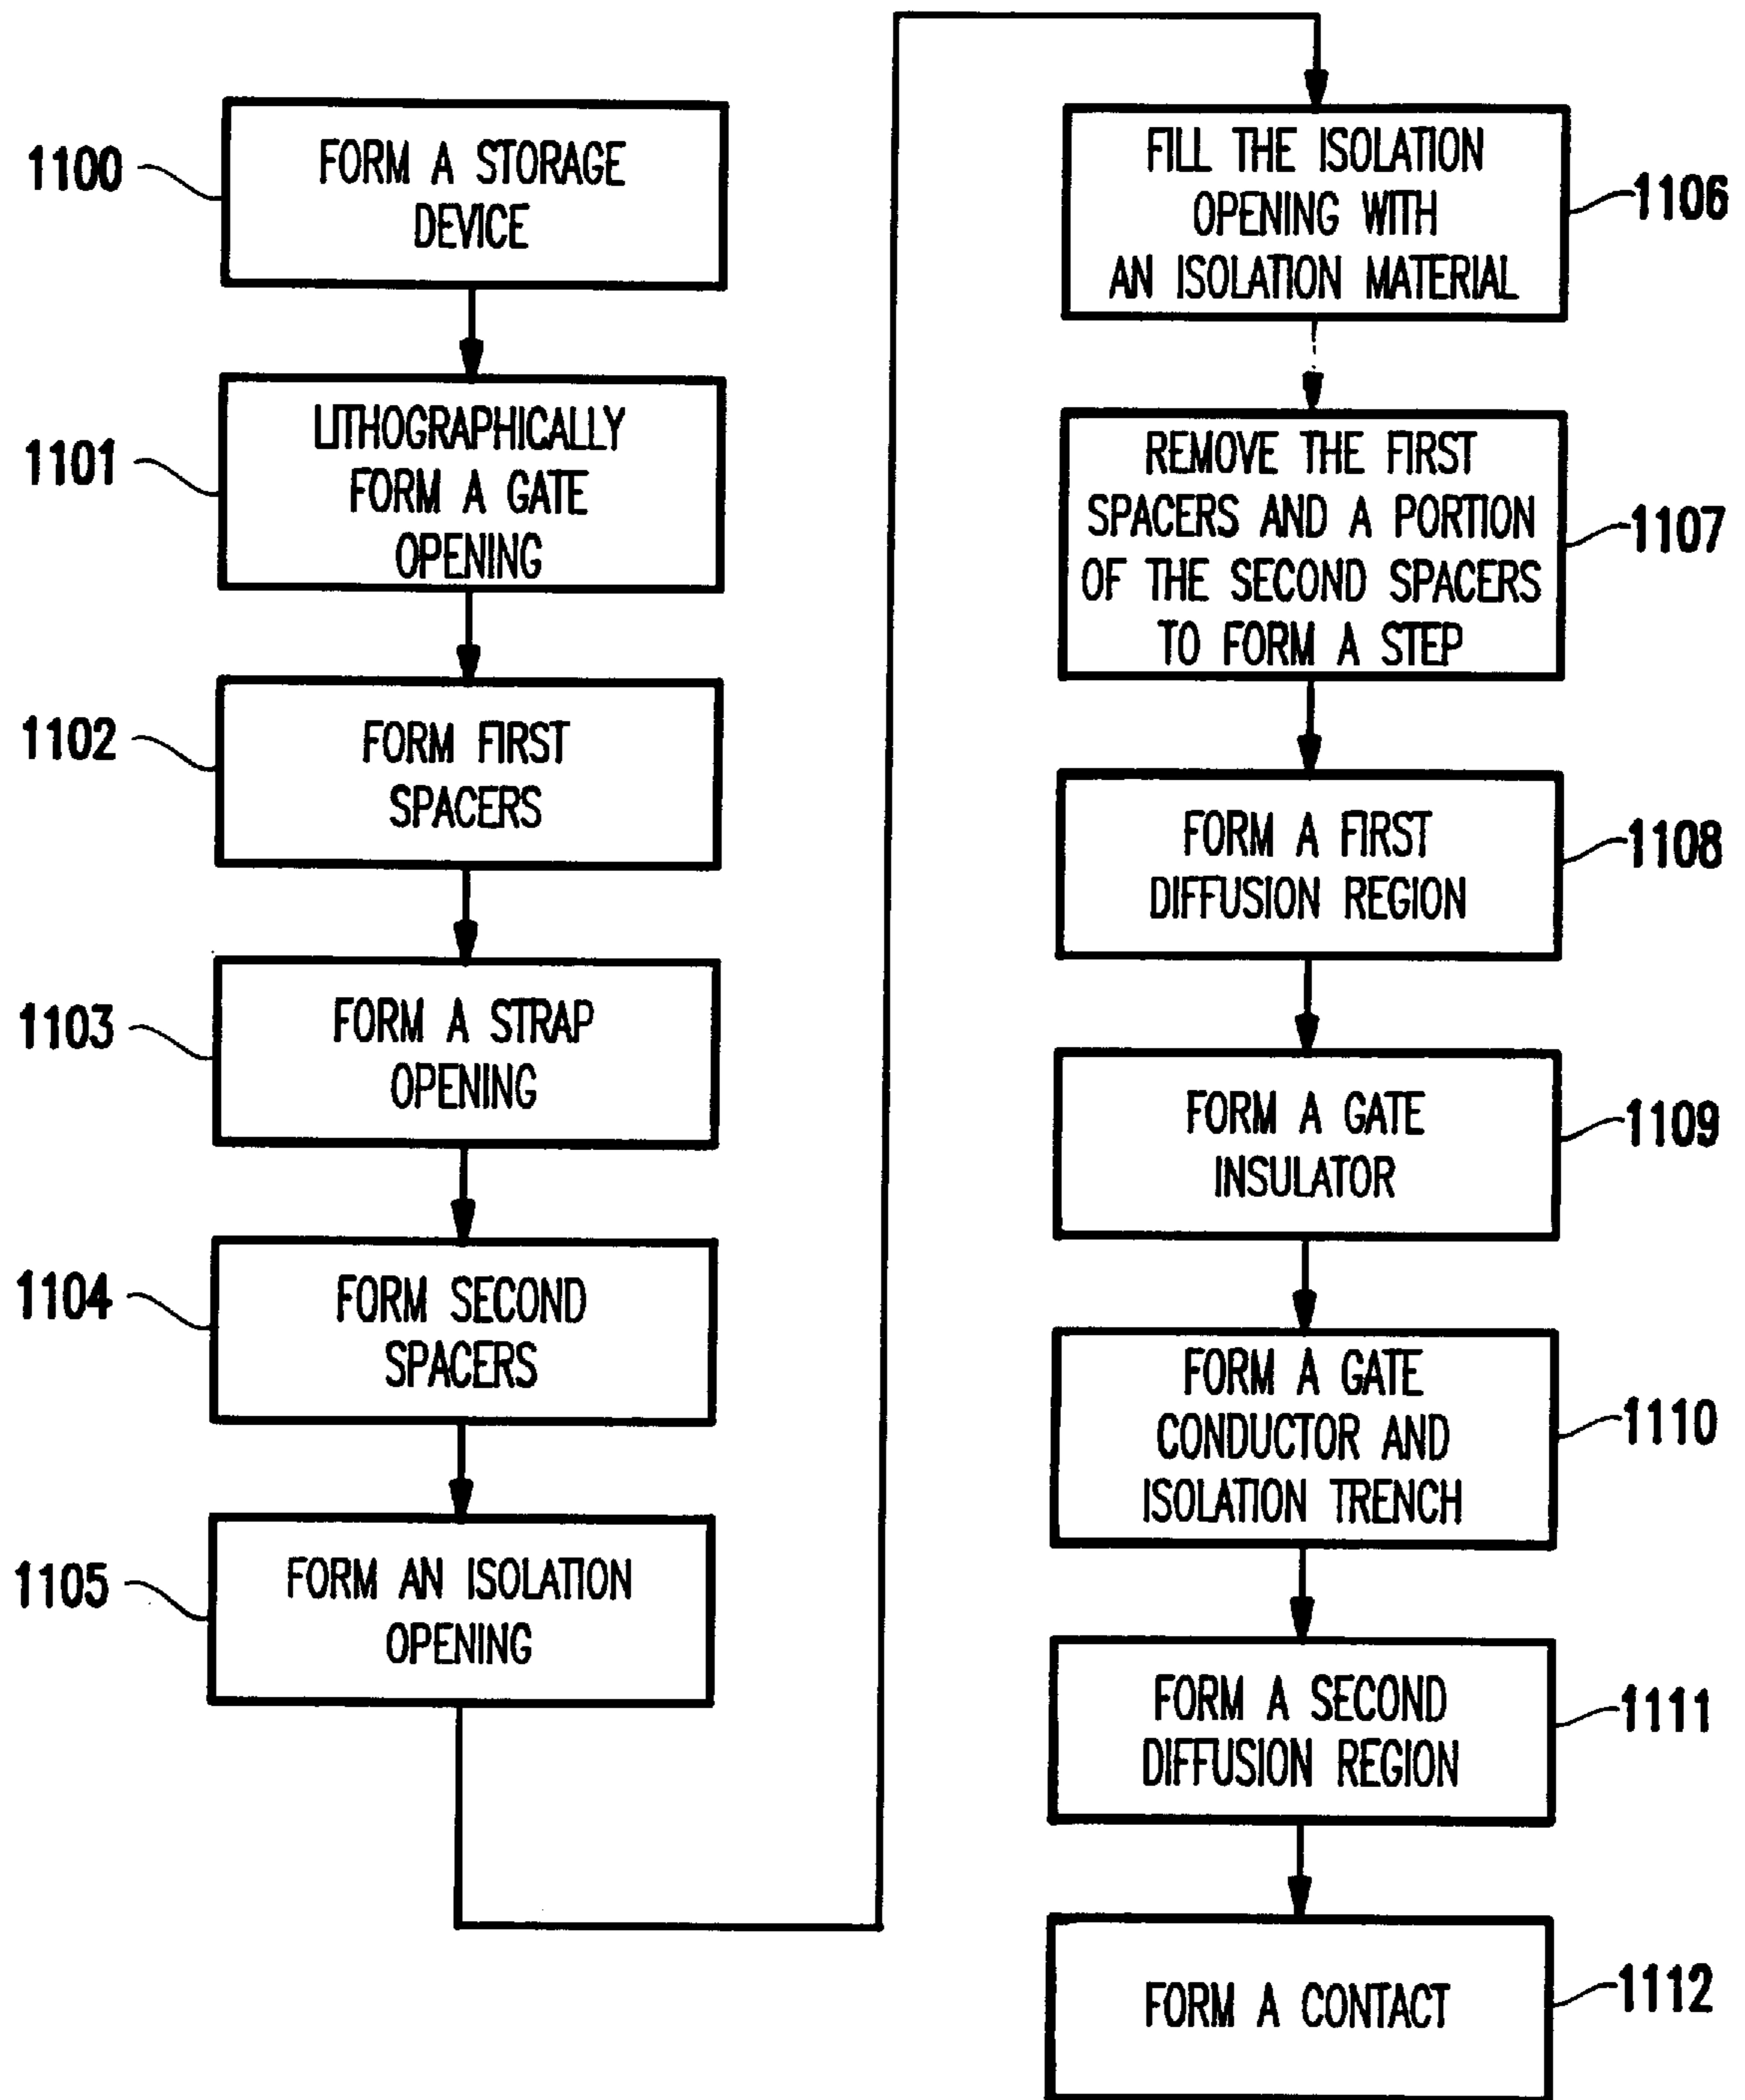 1100
FORM A STORAGE
DEVICE
1101
LITHOGRAPHICALLY
FORM A GATE
OPENING
1102
FORM FIRST
SPACERS
1103
FORM A STRAP
OPENING
1104
FORM SECOND
SPACERS
1105
FORM AN ISOLATION
OPENING
FILL THE ISOLATION
OPENING WITH
AN ISOLATION MATERIAL
1106
REMOVE THE FIRST
SPACERS AND A PORTION
OF THE SECOND SPACERS
TO FORM A STEP
1107
FORM A FIRST
DIFFUSION REGION
1108
FORM A GATE
INSULATOR
1109
FORM A GATE
CONDUCTOR AND
ISOLATION TRENCH
1110
FORM A SECOND
DIFFUSION REGION
1111
FORM A CONTACT
1112